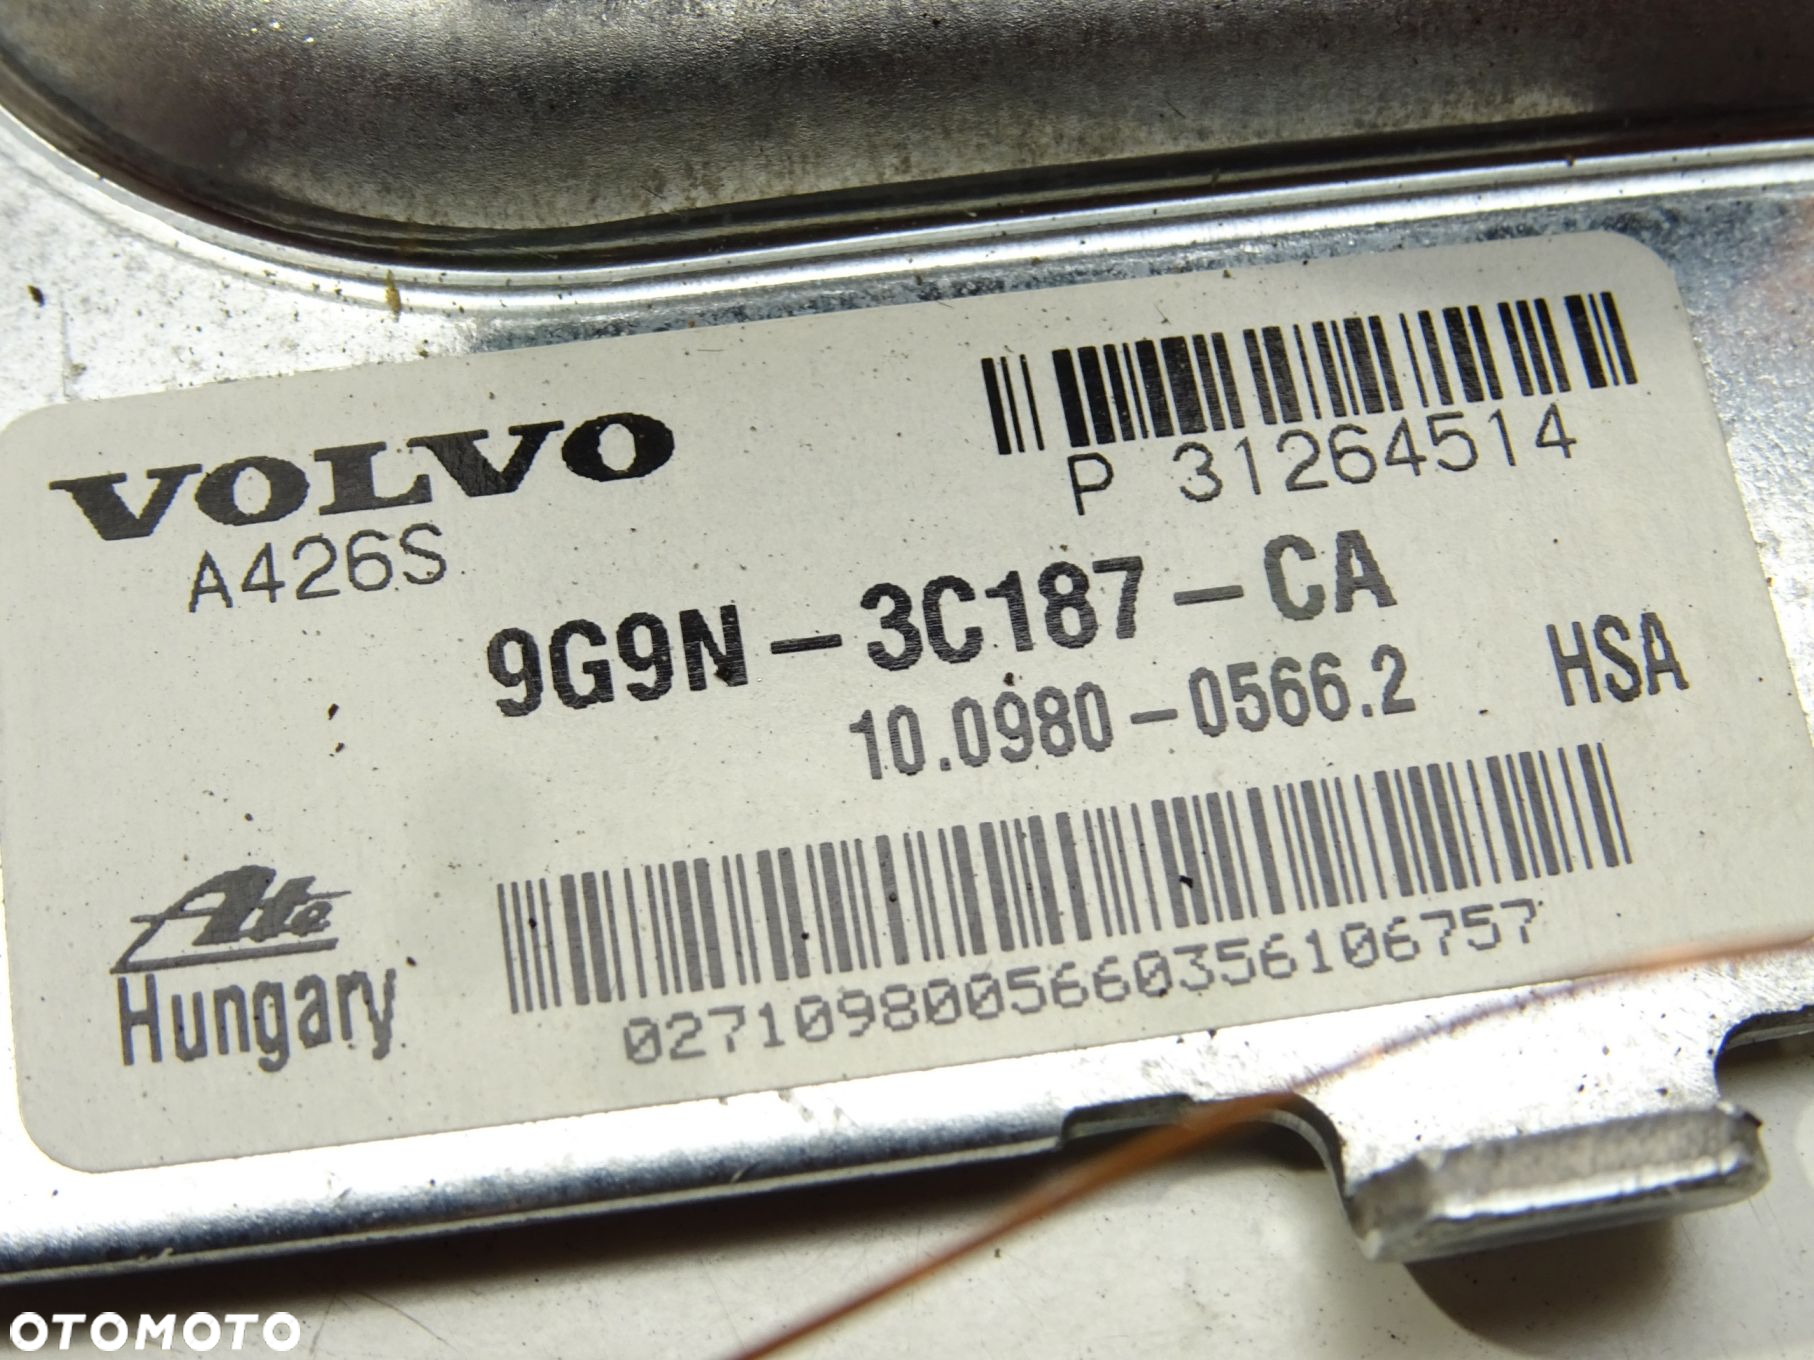 VOLVO
A426S
P 31264514
9G9N-3C187-CA
10.0980-0566.2
HSA
Ate
Hungary
0271098005660356106757
OTOMOTO